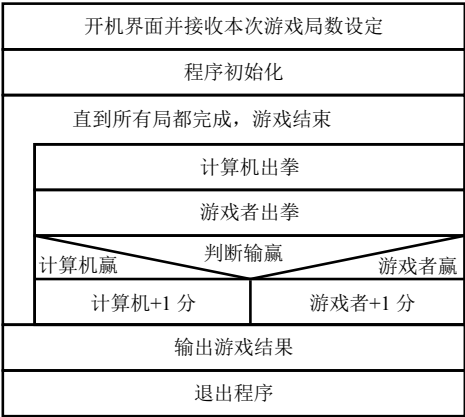 开机界面并接收本次游戏局数设定
程序初始化
直到所有局都完成，游戏结束
计算机出拳
游戏者出拳
判断输赢
计算机赢
游戏者赢
计算机+1 分
游戏者+1 分
输出游戏结果
退出程序